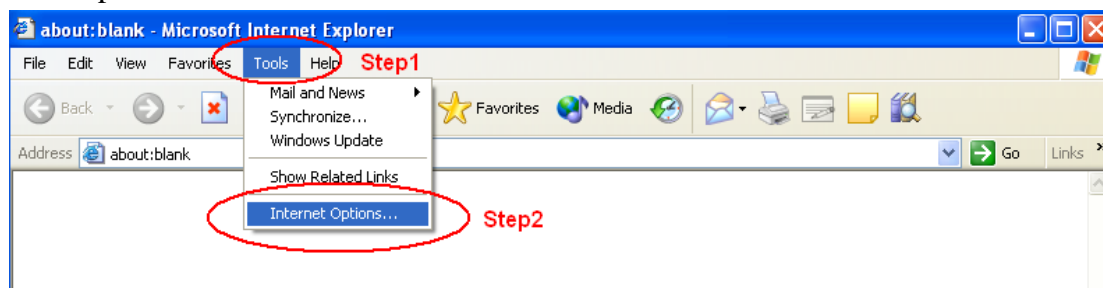 about:blank - Microsoft Internet Explorer
File Edit View Favorites Tools Help Step1
Mail and News
Back Favorites Media
Synchronize...
Windows Update
Address about:blank Go Links
Show Related Links
Internet Options... Step2